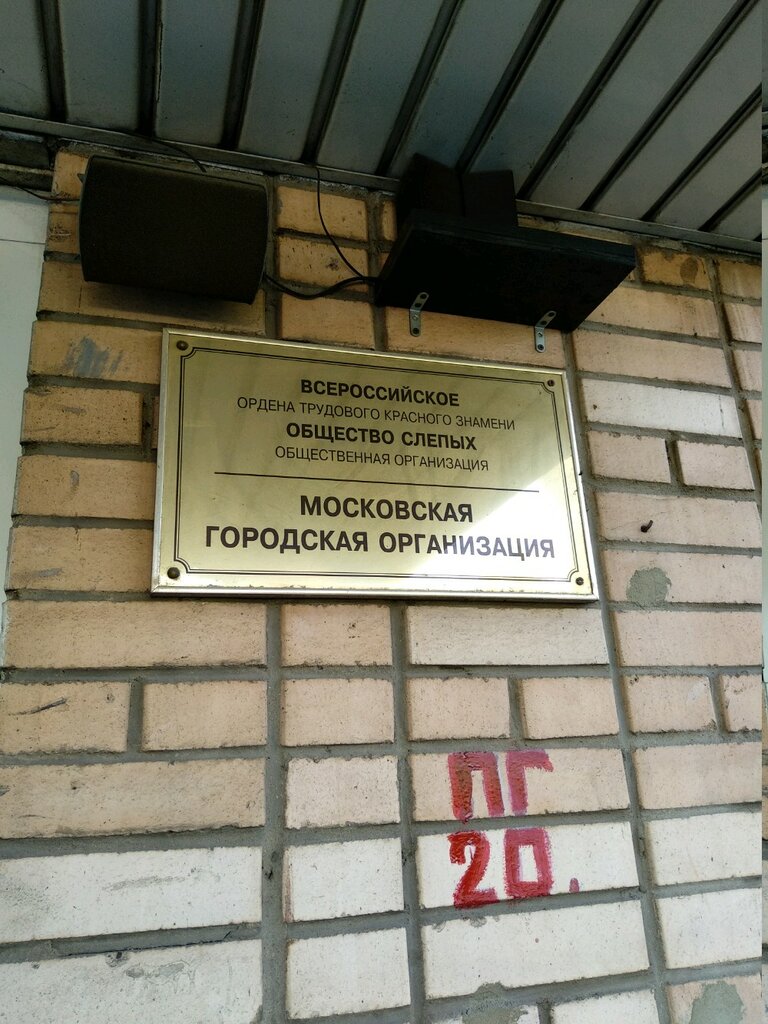 ВСЕРОССИЙСКОЕ
ОРДЕНА ТРУДОВОГО КРАСНОГО ЗНАМЕНИ
ОБЩЕСТВО СЛЕПЫХ
ОБЩЕСТВЕННАЯ ОРГАНИЗАЦИЯ
МОСКОВСКАЯ
ГОРОДСКАЯ ОРГАНИЗАЦИЯ
ПГ
20.